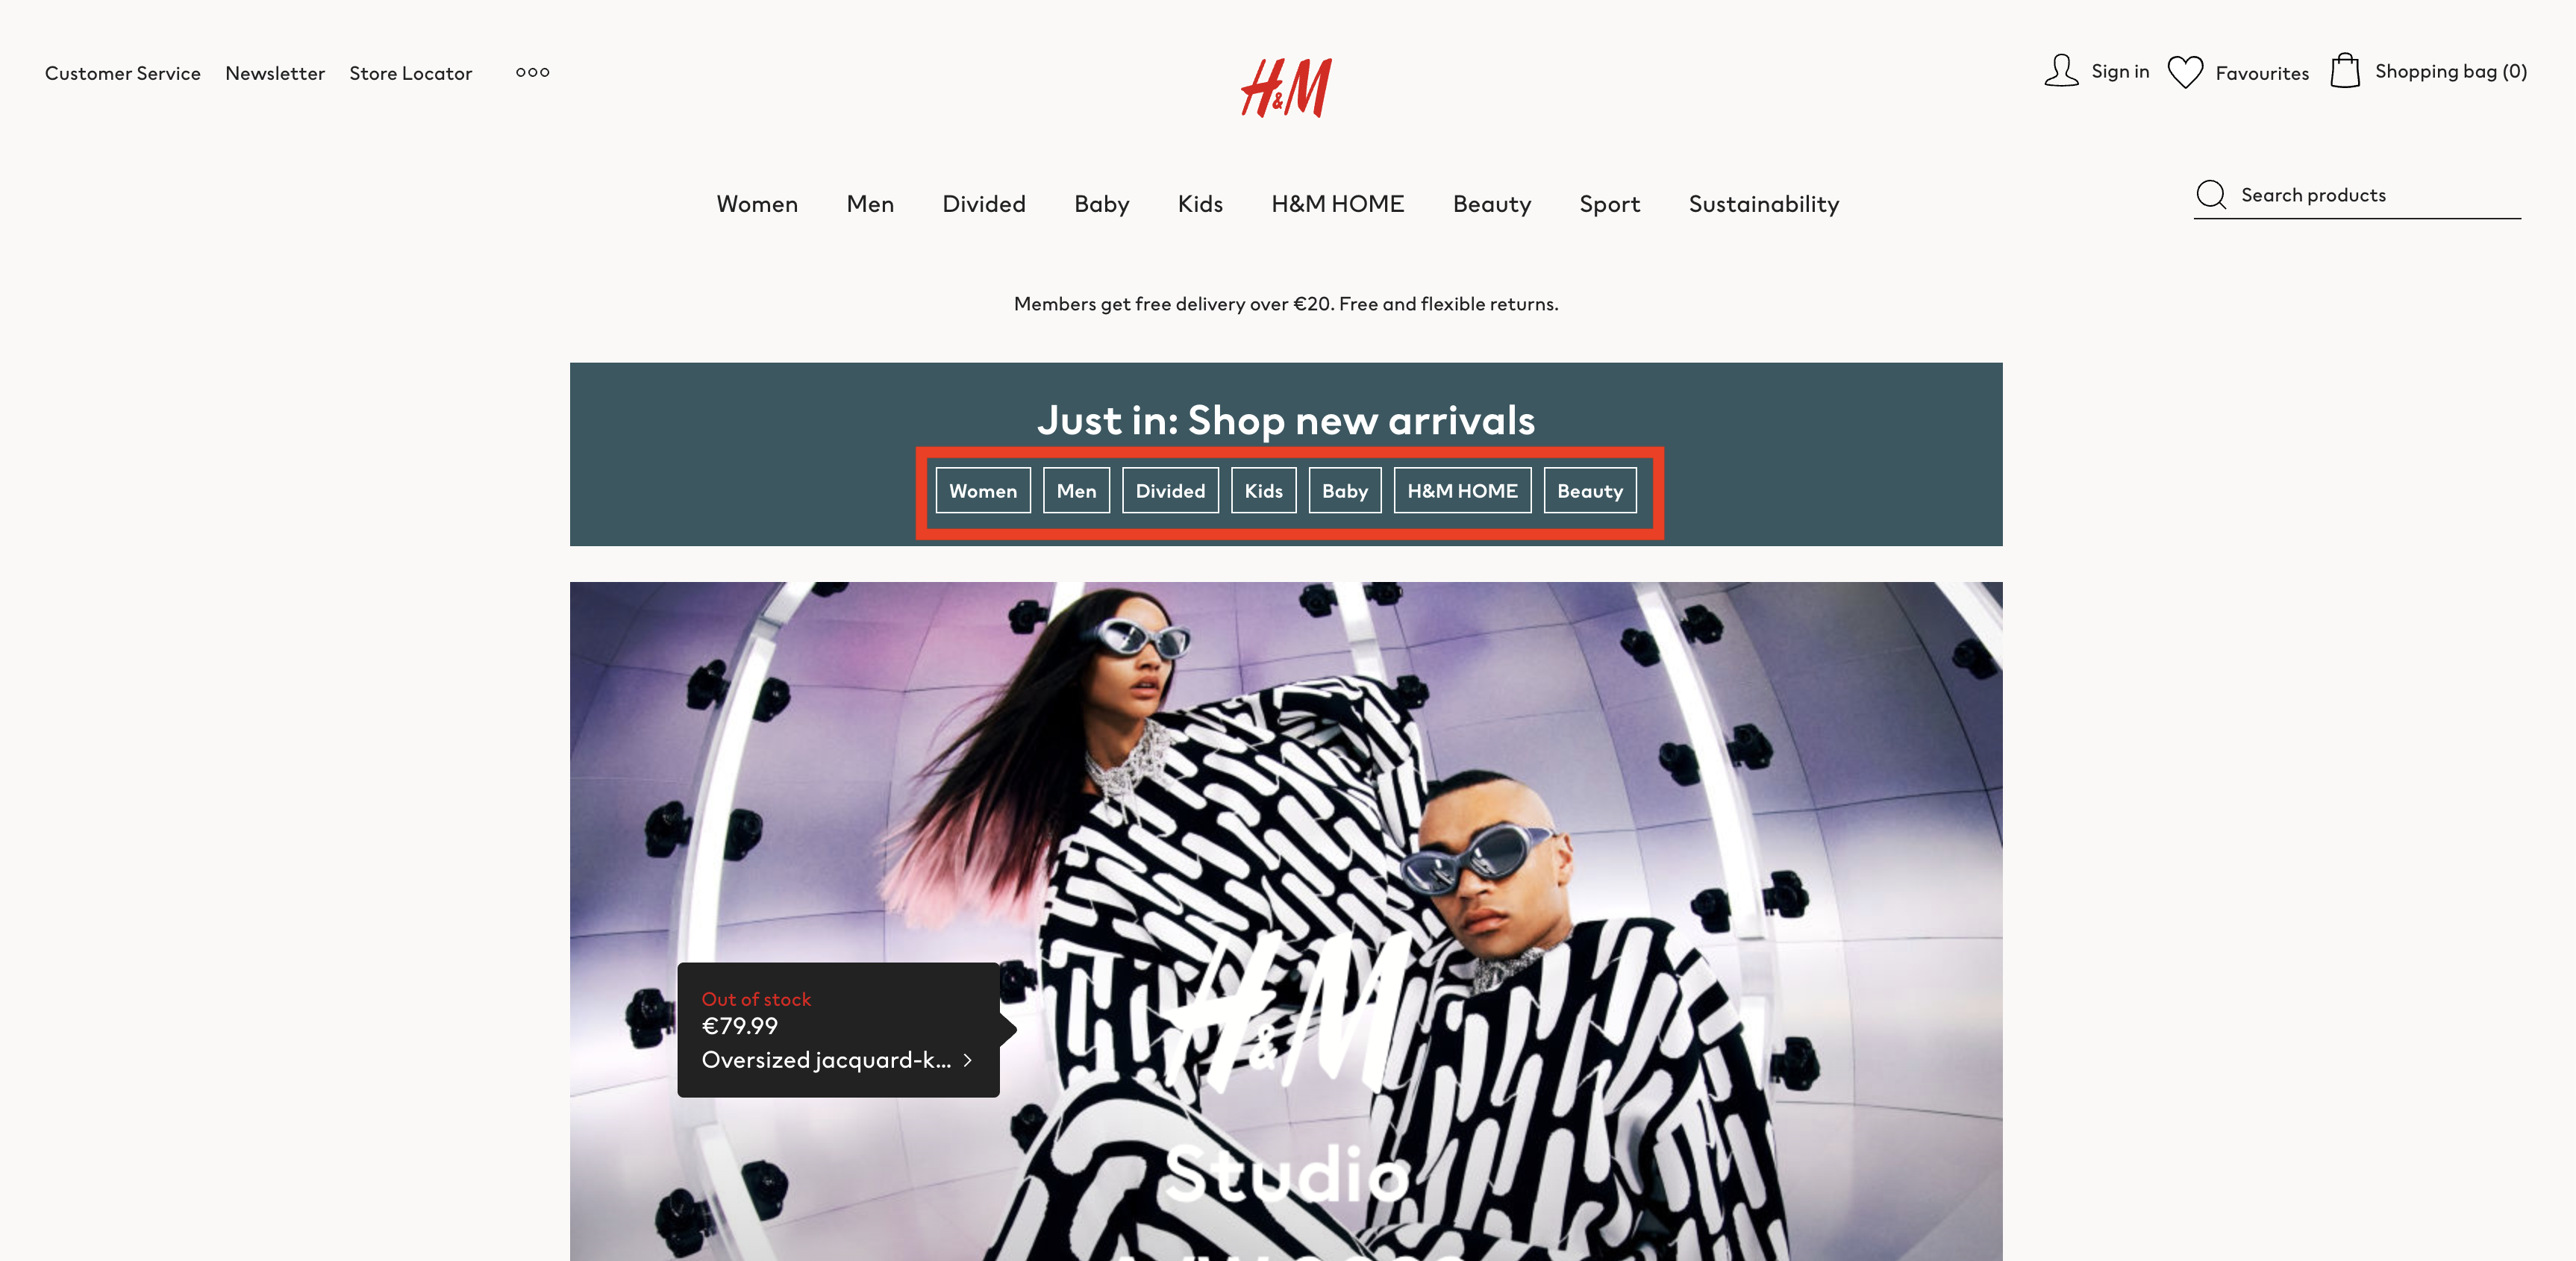 Customer Service Newsletter Store Locator
H&M
Sign in Favourites Shopping bag (0)
Women Men Divided Baby Kids H&M HOME Beauty Sport Sustainability
Search products
Members get free delivery over €20. Free and flexible returns.
Just in: Shop new arrivals
Women Men Divided Kids Baby H&M HOME Beauty
H&M
Out of stock
€79.99
Oversized jacquard-k...
Studio